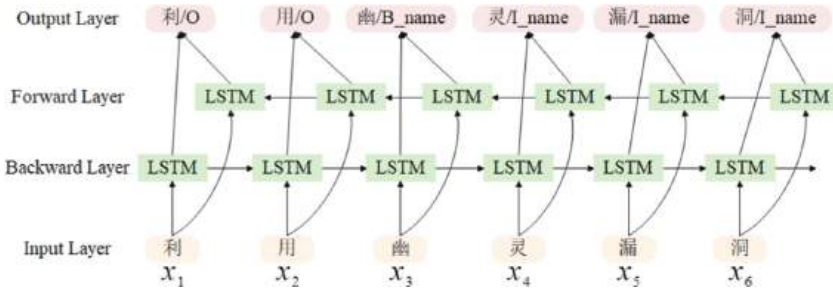 Output Layer 利/O 用/O 幽/B_name 灵/I_name 漏/I_name 洞/I_name
Forward Layer LSTM LSTM LSTM LSTM LSTM LSTM
Backward Layer LSTM LSTM LSTM LSTM LSTM LSTM
Input Layer 利 用 幽 灵 漏 洞
x₁ x₂ x₃ x₄ x₅ x₆